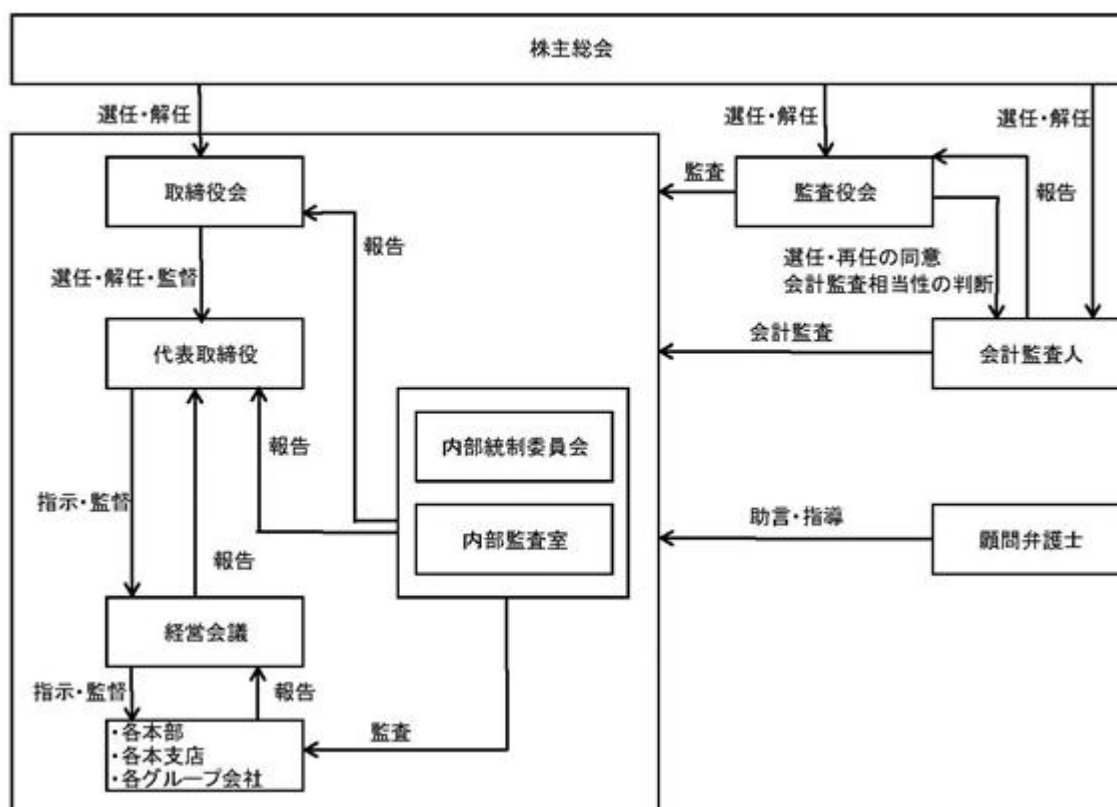 株主総会
選任・解任
選任・解任
選任・解任
取締役会
監査
監査役会
報告
報告
選任・解任・監督
選任・再任の同意
会計監査相当性の判断
代表取締役
会計監査
会計監査人
報告
内部統制委員会
指示・監督
内部監査室
助言・指導
顧問弁護士
報告
経営会議
指示・監督
報告
・各本部
・各本支店
・各グループ会社
監査